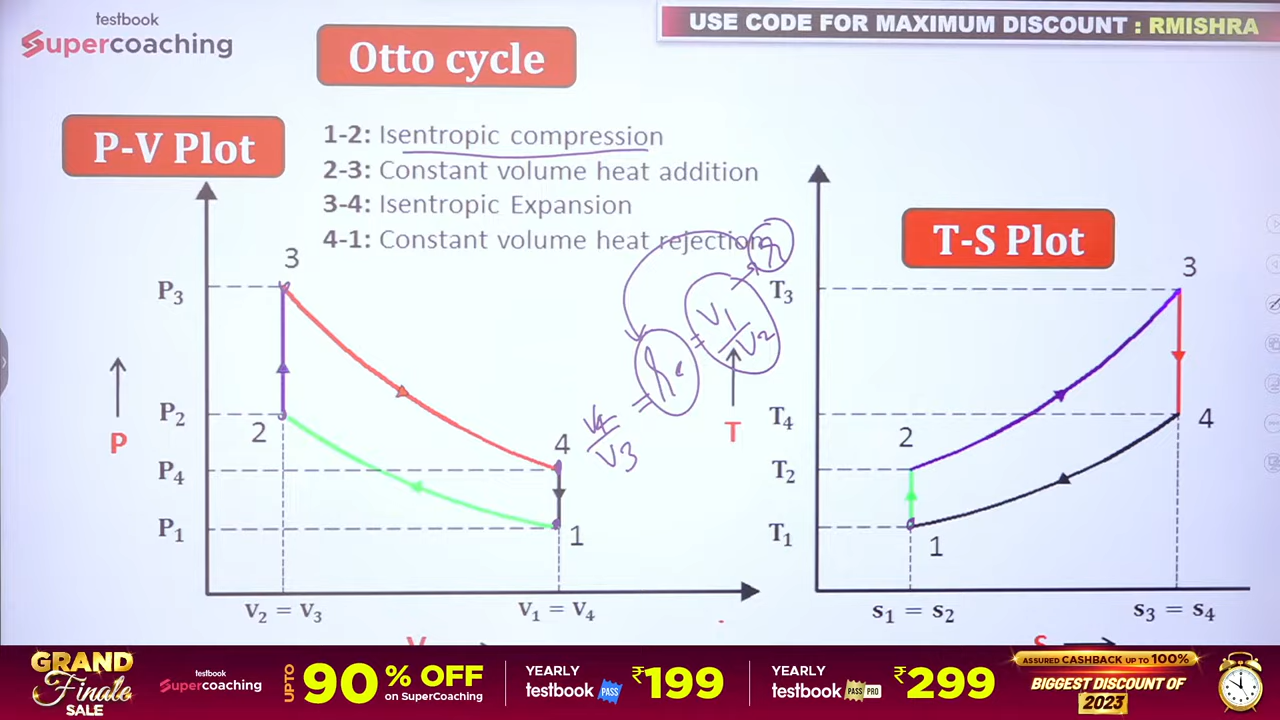 testbook
Supercoaching
USE CODE FOR MAXIMUM DISCOUNT : RMISHRA
Otto cycle
P-V Plot
1-2: Isentropic compression
2-3: Constant volume heat addition
3-4: Isentropic Expansion
4-1: Constant volume heat rejection
T-S Plot
3
P₃
P₂
P
2
P₄
P₁
4
1
V₂ = V₃
V₁ = V₄
V₄/V₃ =
= V₁/V₂
η
3
T₃
T₄
T
2
T₂
T₁
4
1
s₁ = s₂
s₃ = s₄
GRAND
Finale
SALE
testbook
Supercoaching
UPTO 90% OFF
on SuperCoaching
YEARLY
testbook PASS
₹199
YEARLY
testbook PASS PRO
₹299
ASSURED CASHBACK UP TO 100%
BIGGEST DISCOUNT OF
2023